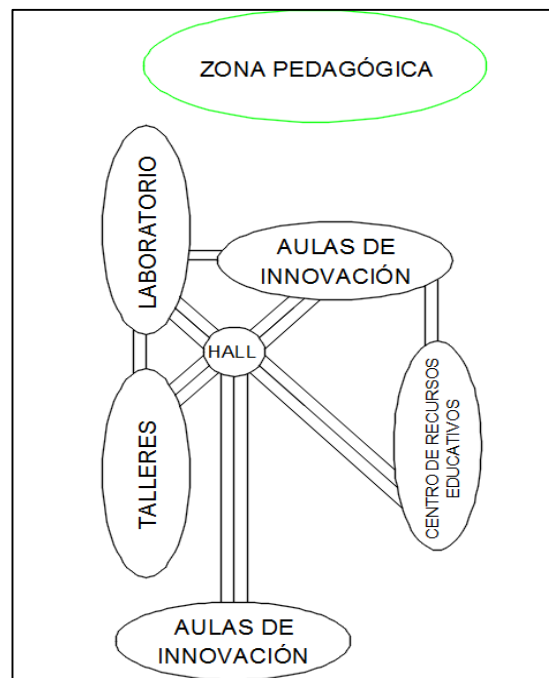 ZONA PEDAGÓGICA
LABORATORIO
AULAS DE
INNOVACIÓN
HALL
TALLERES
CENTRO DE RECURSOS
EDUCATIVOS
AULAS DE
INNOVACIÓN